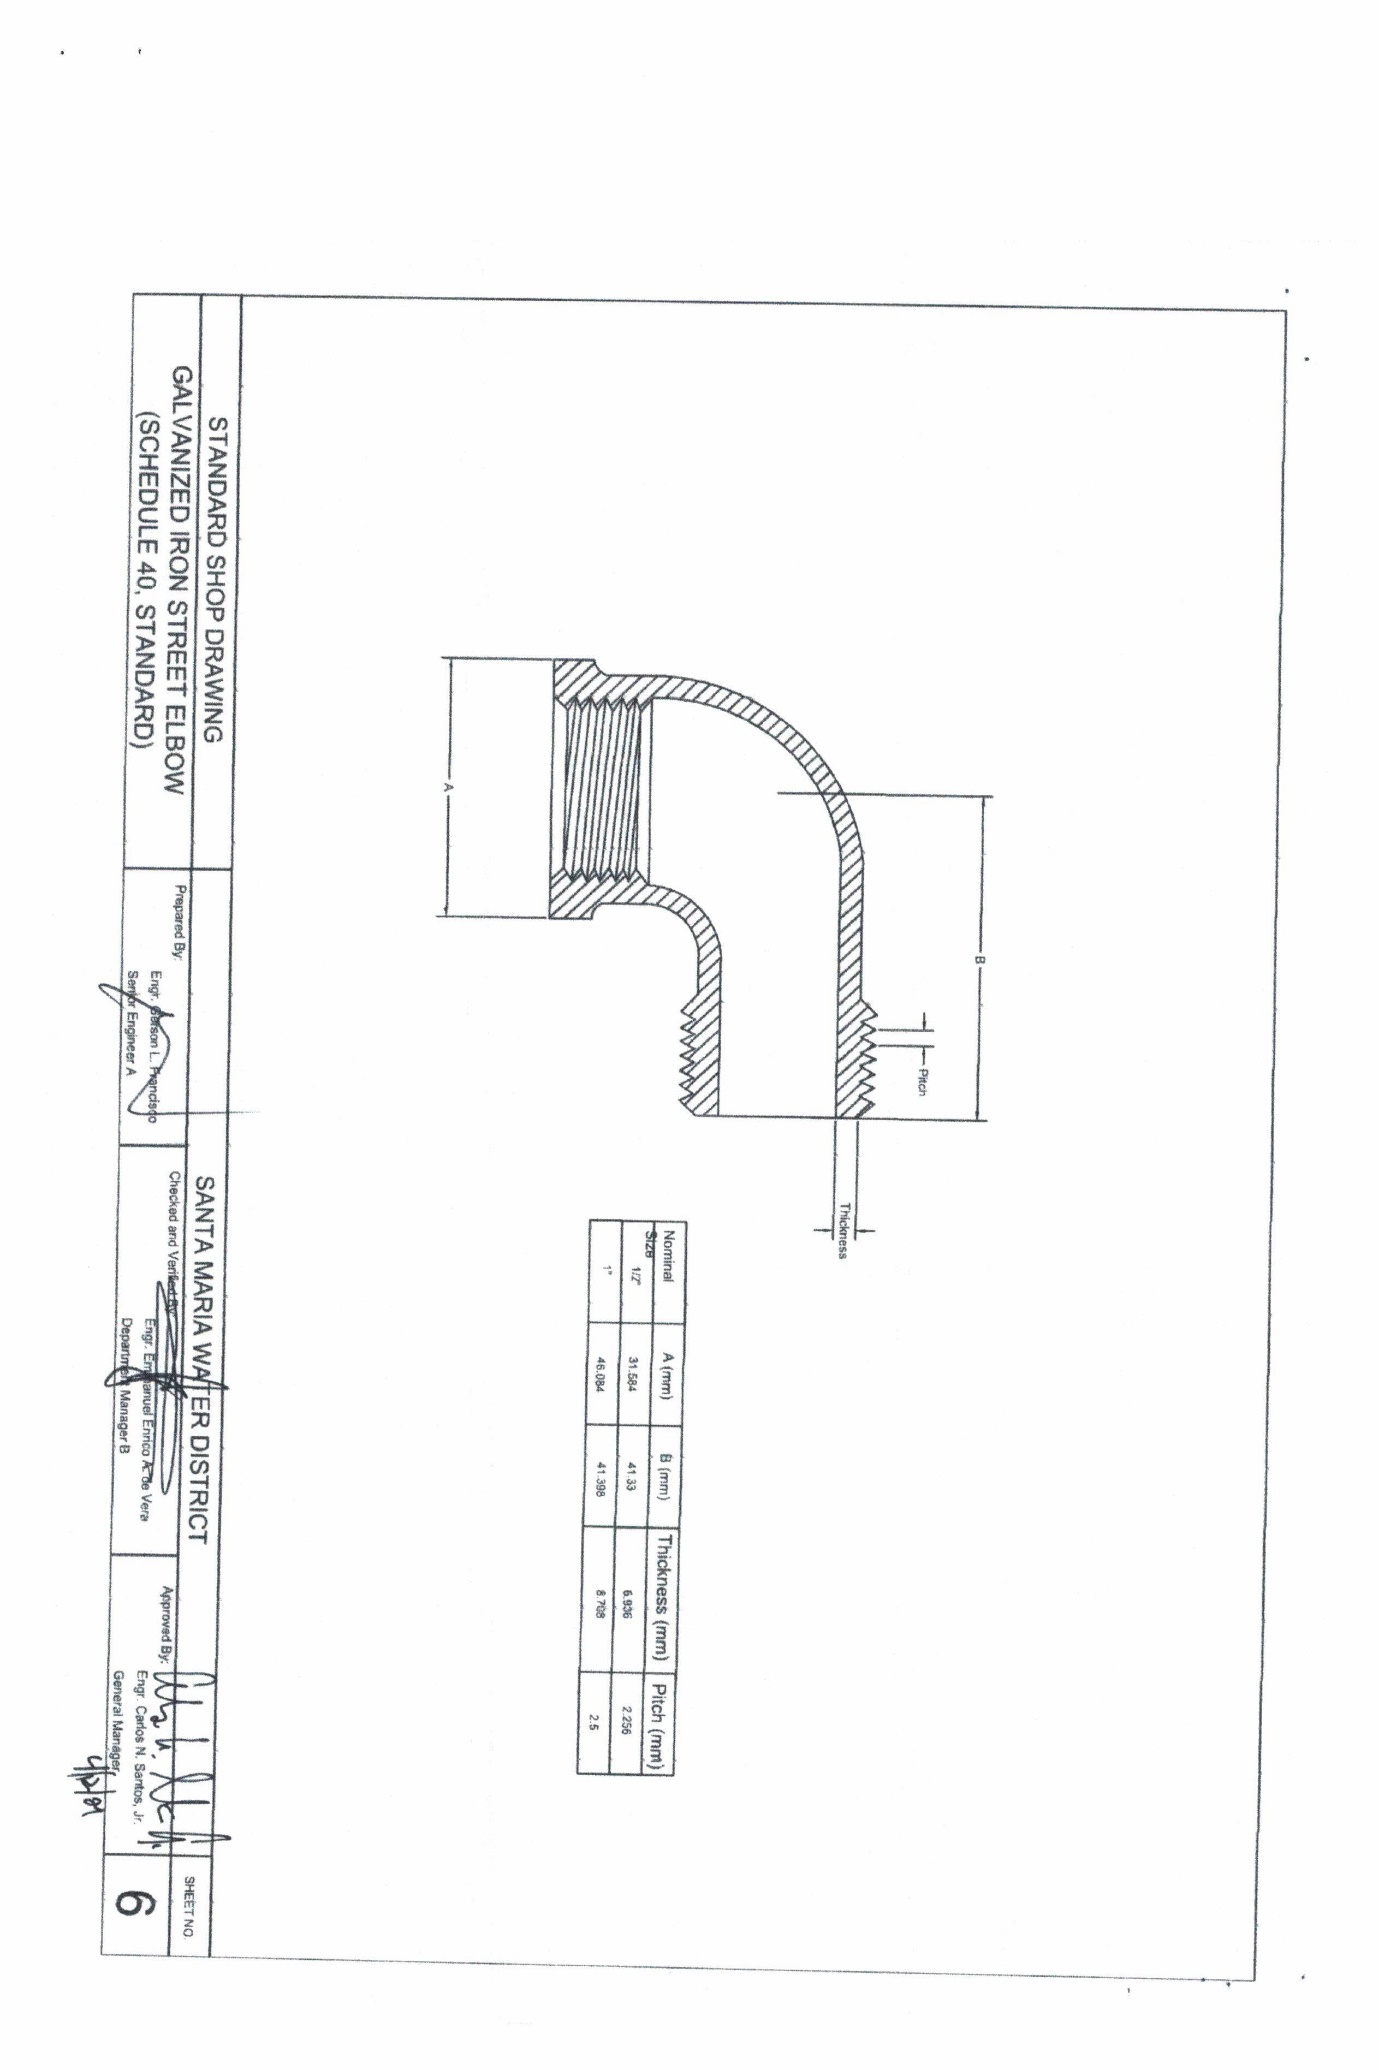 B
Pitch
Thickness
A
Nominal Size A (mm) B (mm) Thickness (mm) Pitch (mm)
1/2" 31.584 41.33 6.936 2.256
1" 46.084 41.398 8.798 2.5
STANDARD SHOP DRAWING
SANTA MARIA WATER DISTRICT
SHEET NO.
GALVANIZED IRON STREET ELBOW
(SCHEDULE 40, STANDARD)
Prepared By:
Engr. Gerson L. Francisco
Senior Engineer A
Checked and Verified By:
Engr. Emmanuel Enrico A. de Vera
Department Manager B
Approved By:
Engr. Carlos N. Santos, Jr.
General Manager
6